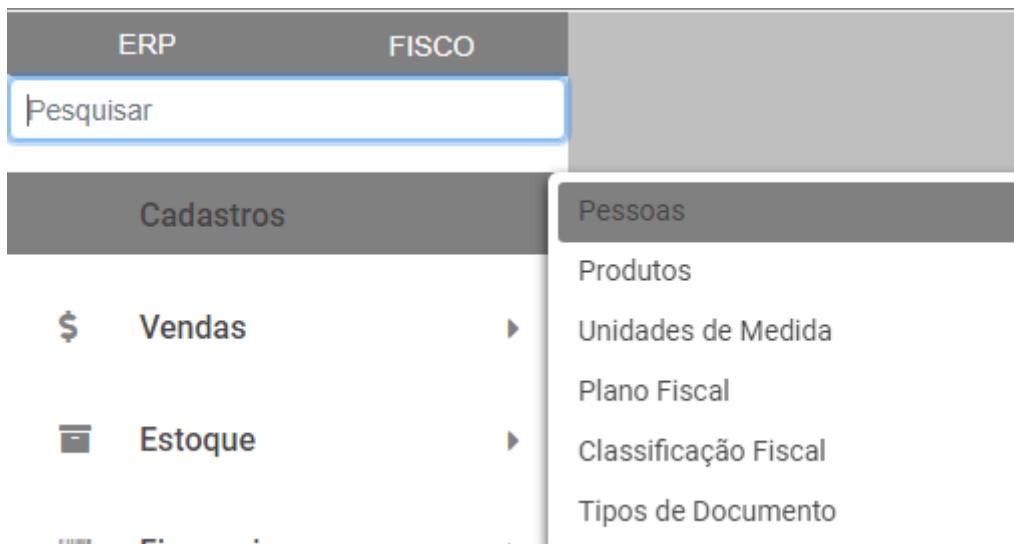 ERP FISCO
Pesquisar
Cadastros
Vendas
Estoque
Pessoas
Produtos
Unidades de Medida
Plano Fiscal
Classificação Fiscal
Tipos de Documento